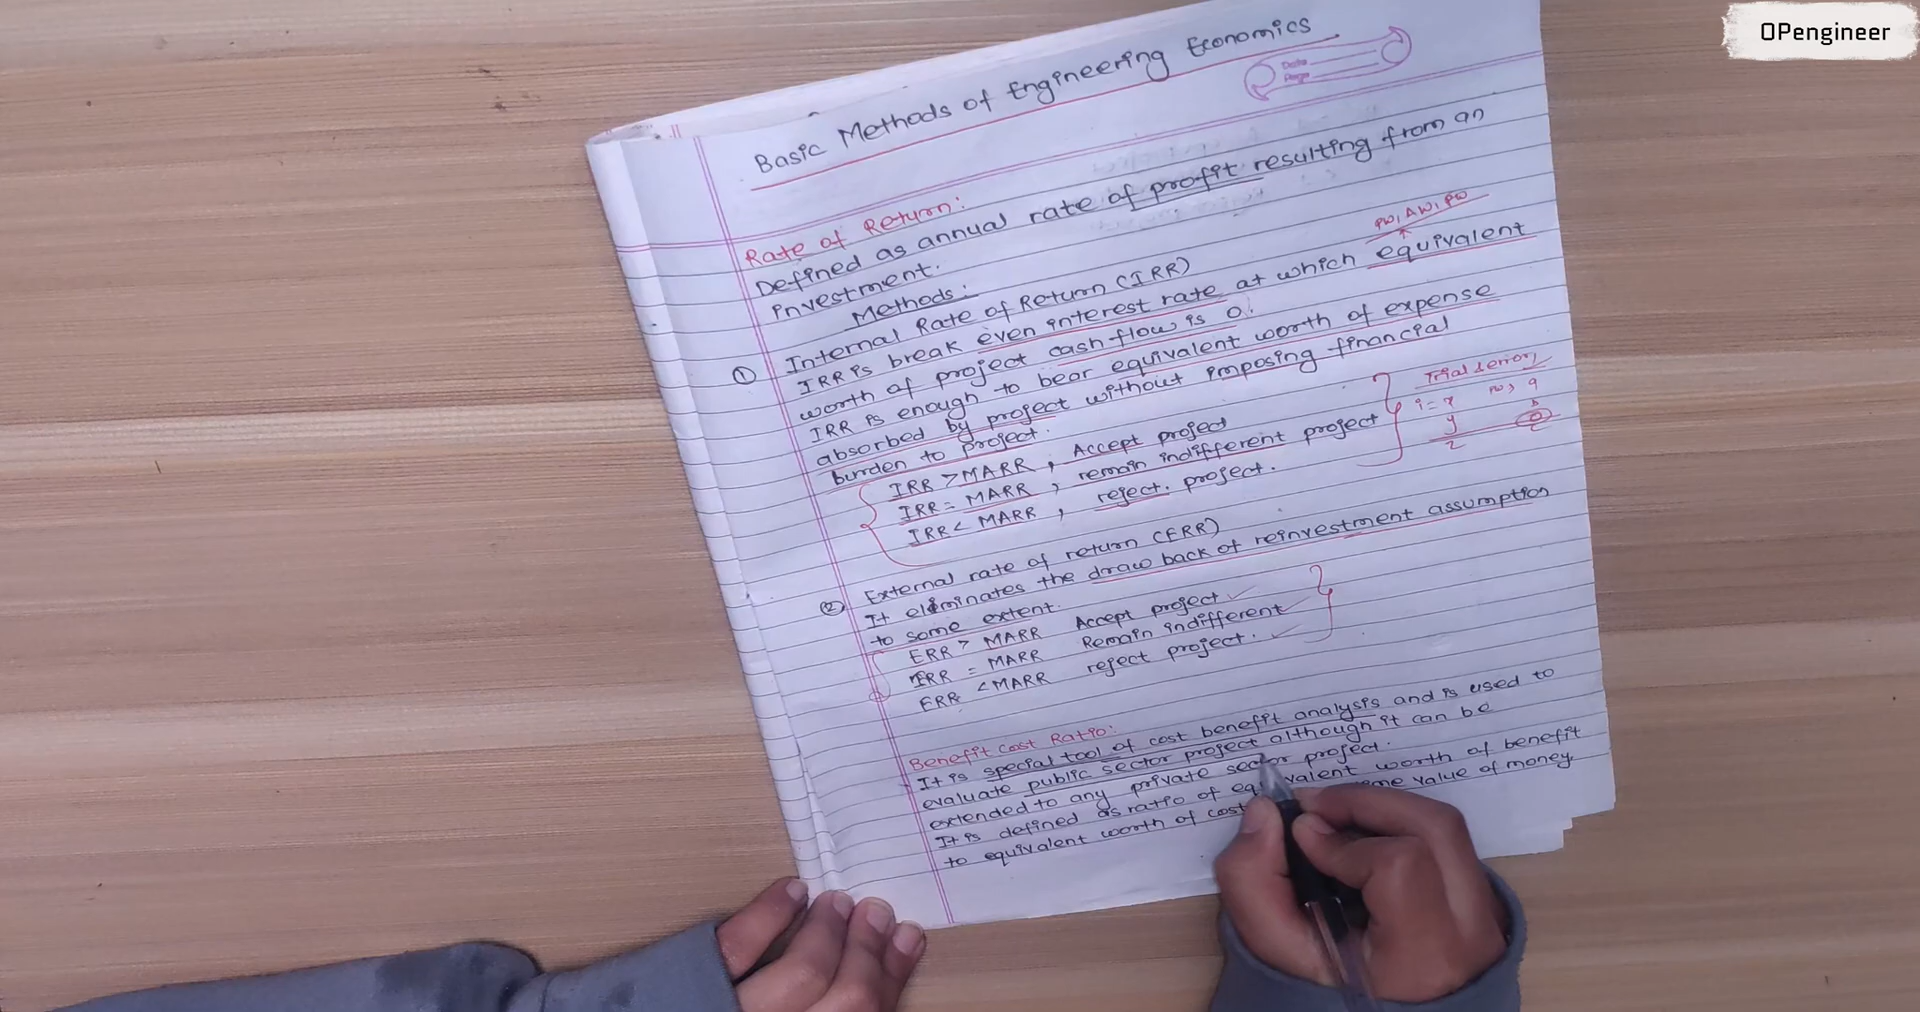 OPengineer
Basic Methods of Engineering Economics
Date
Page
Rate of Return:
Defined as annual rate of profit resulting from an
investment.
Methods:
① Internal Rate of Return (IRR)
PW, AW, FW
IRR is break even interest rate at which equivalent
worth of project cash flow is 0.
IRR is enough to bear equivalent worth of expense
absorbed by project without imposing financial
burden to project.
IRR > MARR, Accept project
IRR = MARR, remain indifferent project
IRR < MARR, reject. project.
Trial & error
i = x
y
z
② External rate of return (ERR)
It eliminates the draw back of reinvestment assumption
to some extent.
ERR > MARR Accept project
ERR = MARR Remain indifferent
ERR < MARR reject project.
Benefit cost Ratio:
It is special tool of cost benefit analysis and is used to
evaluate public sector project although it can be
extended to any private sector project.
It is defined as ratio of equivalent worth of benefit
to equivalent worth of cost value of money.